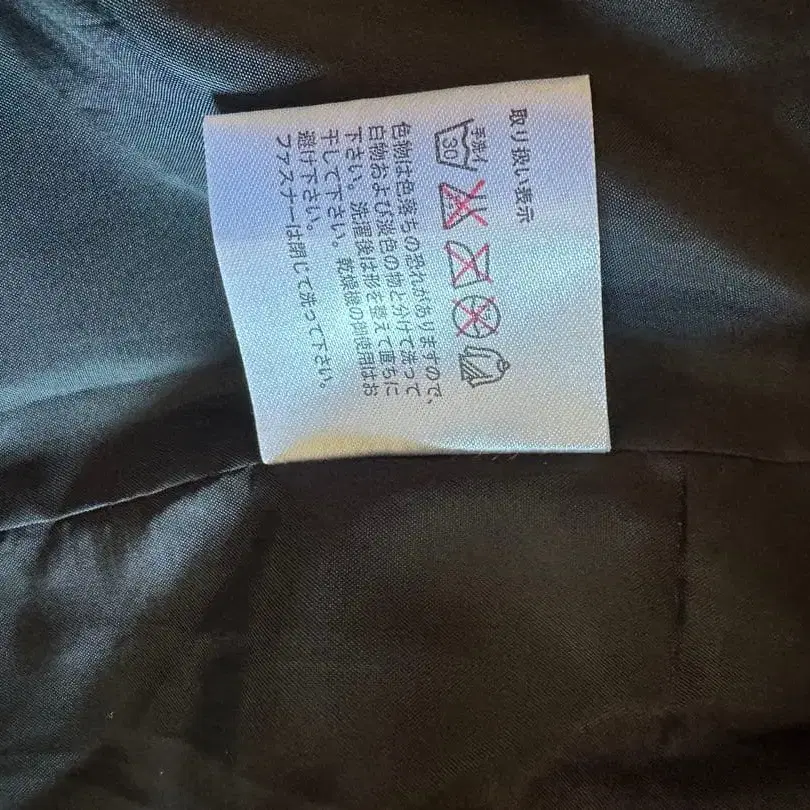 取り扱い表示
手洗イ
30
色物は色落ちの恐れがありますので、
白物および淡色の物と分けて洗って
下さい。洗濯後は形を整えて直ちに
干して下さい。乾燥機の御使用はお
避け下さい。
ファスナーは閉じて洗って下さい。